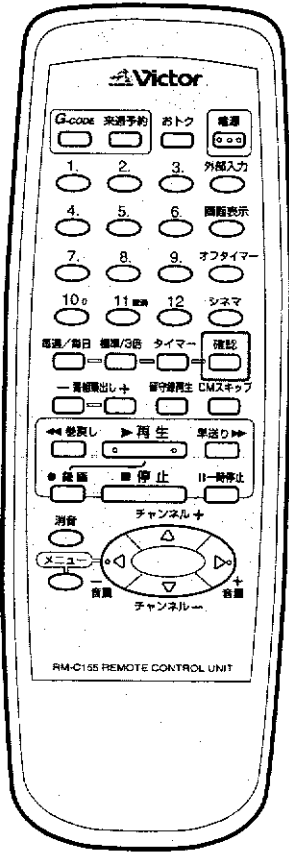 Victor
G-CODE 来週予約 おトク 電源
1. 2. 3. 外部入力
4. 5. 6. 画面表示
7. 8. 9. オフタイマー
10 0 11 12 シネマ
毎週/毎日 標準/3倍 タイマー 確認
− 番組頭出し + 留守録再生 CMスキップ
◀◀ 巻戻し ▶ 再生 早送り ▶▶
● 録画 ■ 停止 II 一時停止
消音 チャンネル +
メニュー
− 音量 + 音量
チャンネル −
RM-C155 REMOTE CONTROL UNIT